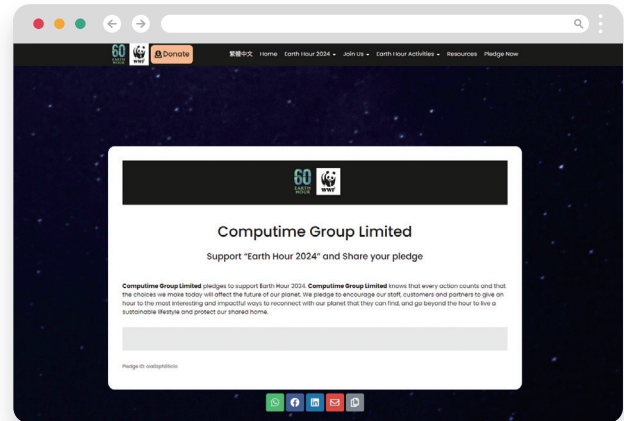 60
EARTH
HOUR
WWF
Donate
繁體中文 Home Earth Hour 2024 Join Us Earth Hour Activities Resources Pledge Now
60
EARTH
HOUR
WWF
Computime Group Limited
Support "Earth Hour 2024" and Share your pledge
Computime Group Limited pledges to support Earth Hour 2024. Computime Group Limited knows that every action counts and that
the choices we make today will affect the future of our planet. We pledge to encourage our staff, customers and partners to give an
hour to the most interesting and impactful ways to reconnect with our planet that they can find, and go beyond the hour to live a
sustainable lifestyle and protect our shared home.
Pledge ID: